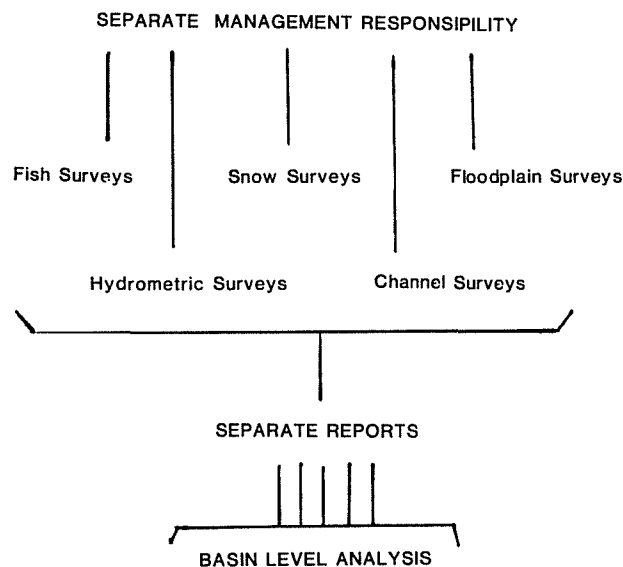 SEPARATE MANAGEMENT RESPONSIPILITY
Fish Surveys
Snow Surveys
Floodplain Surveys
Hydrometric Surveys
Channel Surveys
SEPARATE REPORTS
BASIN LEVEL ANALYSIS